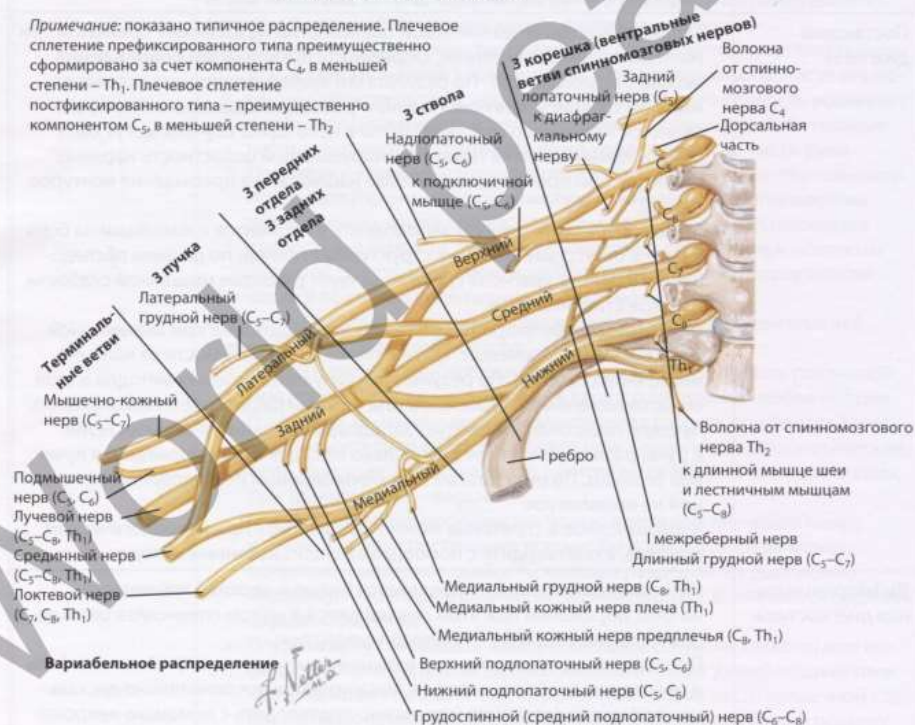 Примечание: показано типичное распределение. Плечевое
сплетение префиксированного типа преимущественно
сформировано за счет компонента C₄, в меньшей
степени – Th₁. Плечевое сплетение
постфиксированного типа – преимущественно
компонентом C₅, в меньшей степени – Th₂
3 корешка (вентральные
ветви спинномозговых нервов)
Волокна
от спинно-
мозгового
нерва C₄
Дорсальная
часть
Задний
лопаточный нерв (C₅)
к диафраг-
мальному
нерву
3 ствола
Надлопаточный
нерв (C₅, C₆)
к подключичной
мышце (C₅, C₆)
3 передних
отдела
3 задних
отдела
3 пучка
Латеральный
грудной нерв (C₅–C₇)
Терминаль-
ные ветви
Мышечно-кожный
нерв (C₅–C₇)
Подмышечный
нерв (C₅, C₆)
Лучевой нерв
(C₅–C₈, Th₁)
Срединный нерв
(C₅–C₈, Th₁)
Локтевой нерв
(C₇, C₈, Th₁)
Верхний
Средний
Нижний
Латеральный
Задний
Медиальный
C₅
C₆
C₇
C₈
Th₁
I ребро
Волокна от спинномозгового
нерва Th₂
к длинной мышце шеи
и лестничным мышцам
(C₅–C₈)
I межреберный нерв
Длинный грудной нерв (C₅–C₇)
Медиальный грудной нерв (C₈, Th₁)
Медиальный кожный нерв плеча (Th₁)
Медиальный кожный нерв предплечья (C₈, Th₁)
Верхний подлопаточный нерв (C₅, C₆)
Нижний подлопаточный нерв (C₅, C₆)
Грудоспинной (средний подлопаточный) нерв (C₆–C₈)
Вариабельное распределение
F. Netter
World